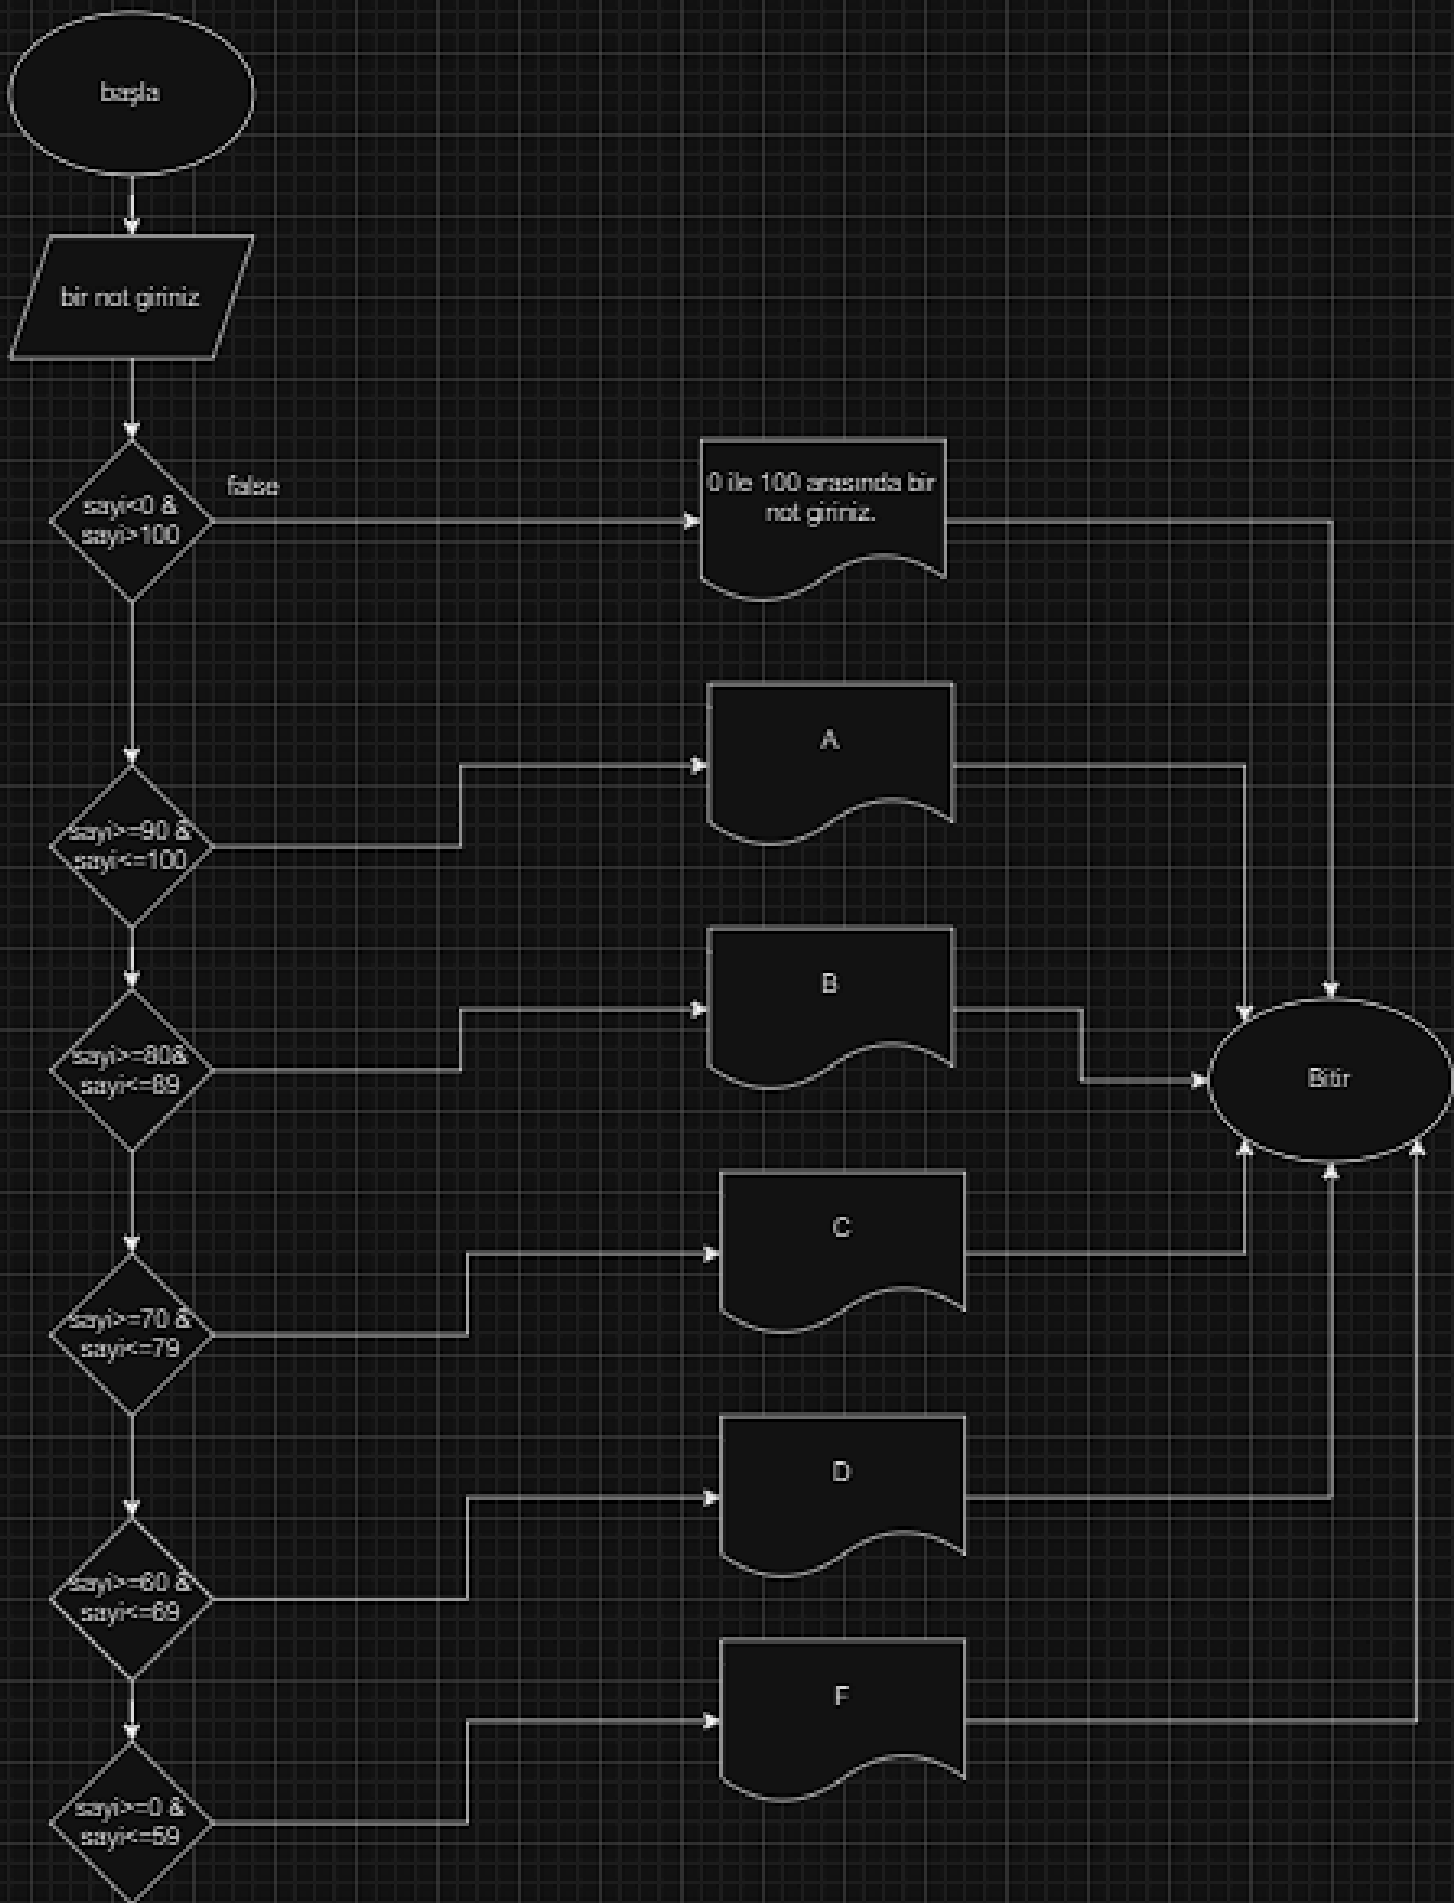 başla
bir not giriniz
sayi<0 &
sayi>100
false
0 ile 100 arasında bir
not giriniz.
A
sayi>=90 &
sayi<=100
B
sayi>=80&
sayi<=89
Bitir
C
sayi>=70 &
sayi<=79
D
sayi>=60 &
sayi<=69
F
sayi>=0 &
sayi<=59